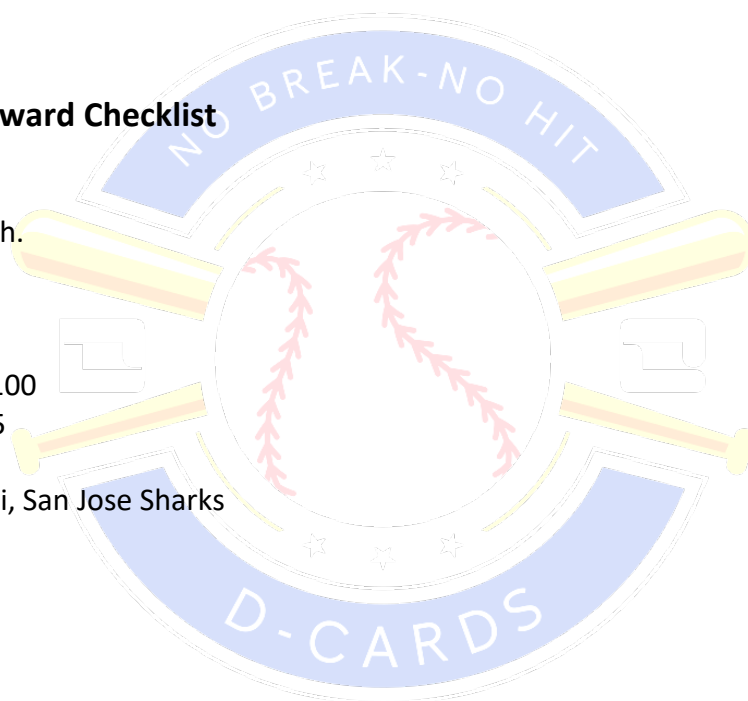 NO BREAK-NO HIT
ward Checklist
h.
100
5
i, San Jose Sharks
D-CARDS